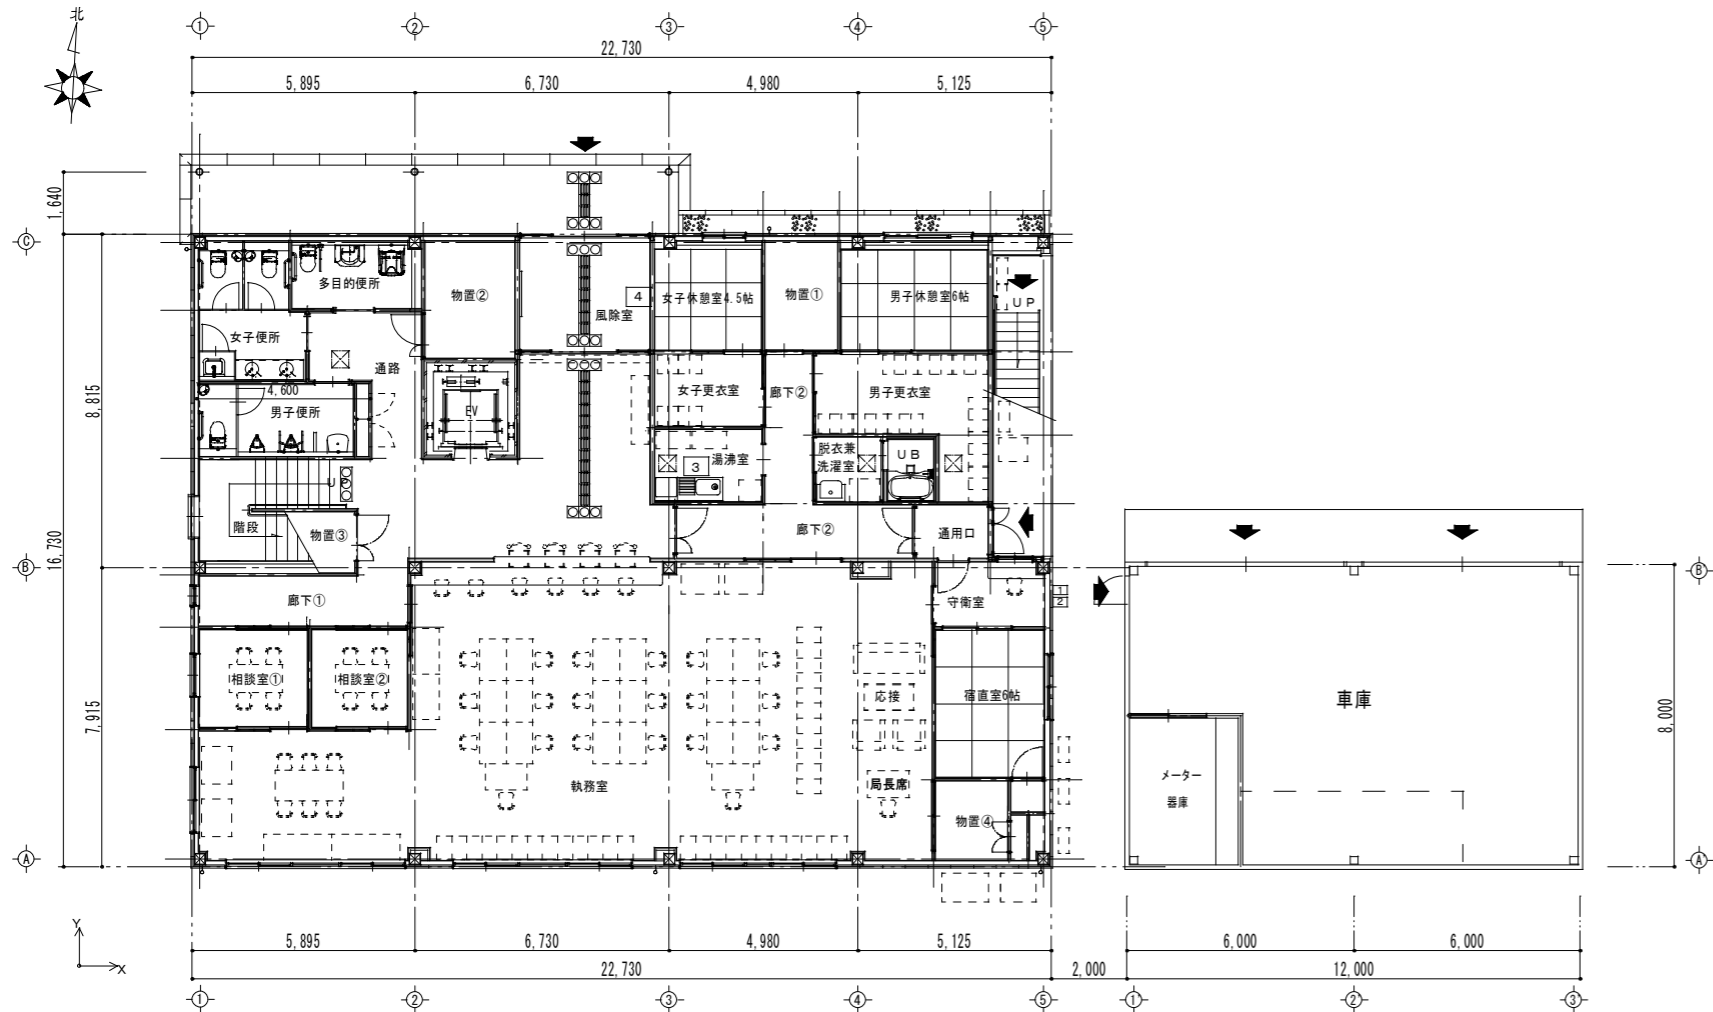 北
1 2 3 4 5
22,730
5,895 6,730 4,980 5,125
1,640
C
多目的便所
物置②
4
風除室
女子休憩室4.5帖
物置①
男子休憩室6帖
UP
女子便所
通路
8,815
4,600
男子便所
EV
女子更衣室
廊下②
男子更衣室
湯沸室
3
脱衣兼
洗濯室
UB
UP
階段
物置③
廊下②
通用口
B
16,730
B
廊下①
守衛室
1
2
相談室①
相談室②
応接
宿直室6帖
車庫
7,915
8,000
執務室
局長席
物置④
メーター
器庫
A
A'
Y
X
5,895 6,730 4,980 5,125
6,000 6,000
22,730
2,000
12,000
1 2 3 4 5
1' 2' 3'